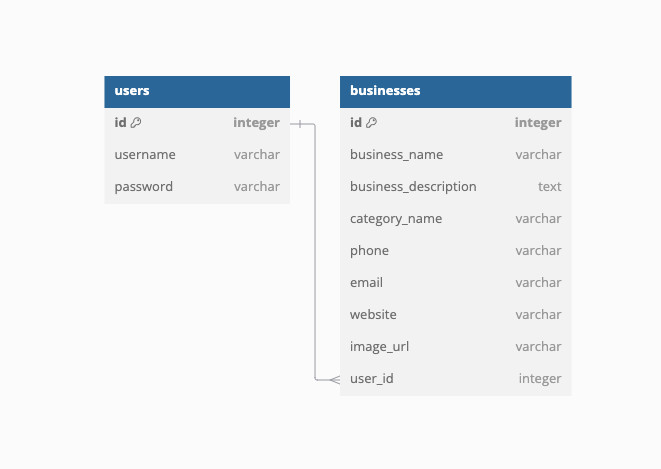 users
id integer
username varchar
password varchar
businesses
id integer
business_name varchar
business_description text
category_name varchar
phone varchar
email varchar
website varchar
image_url varchar
user_id integer